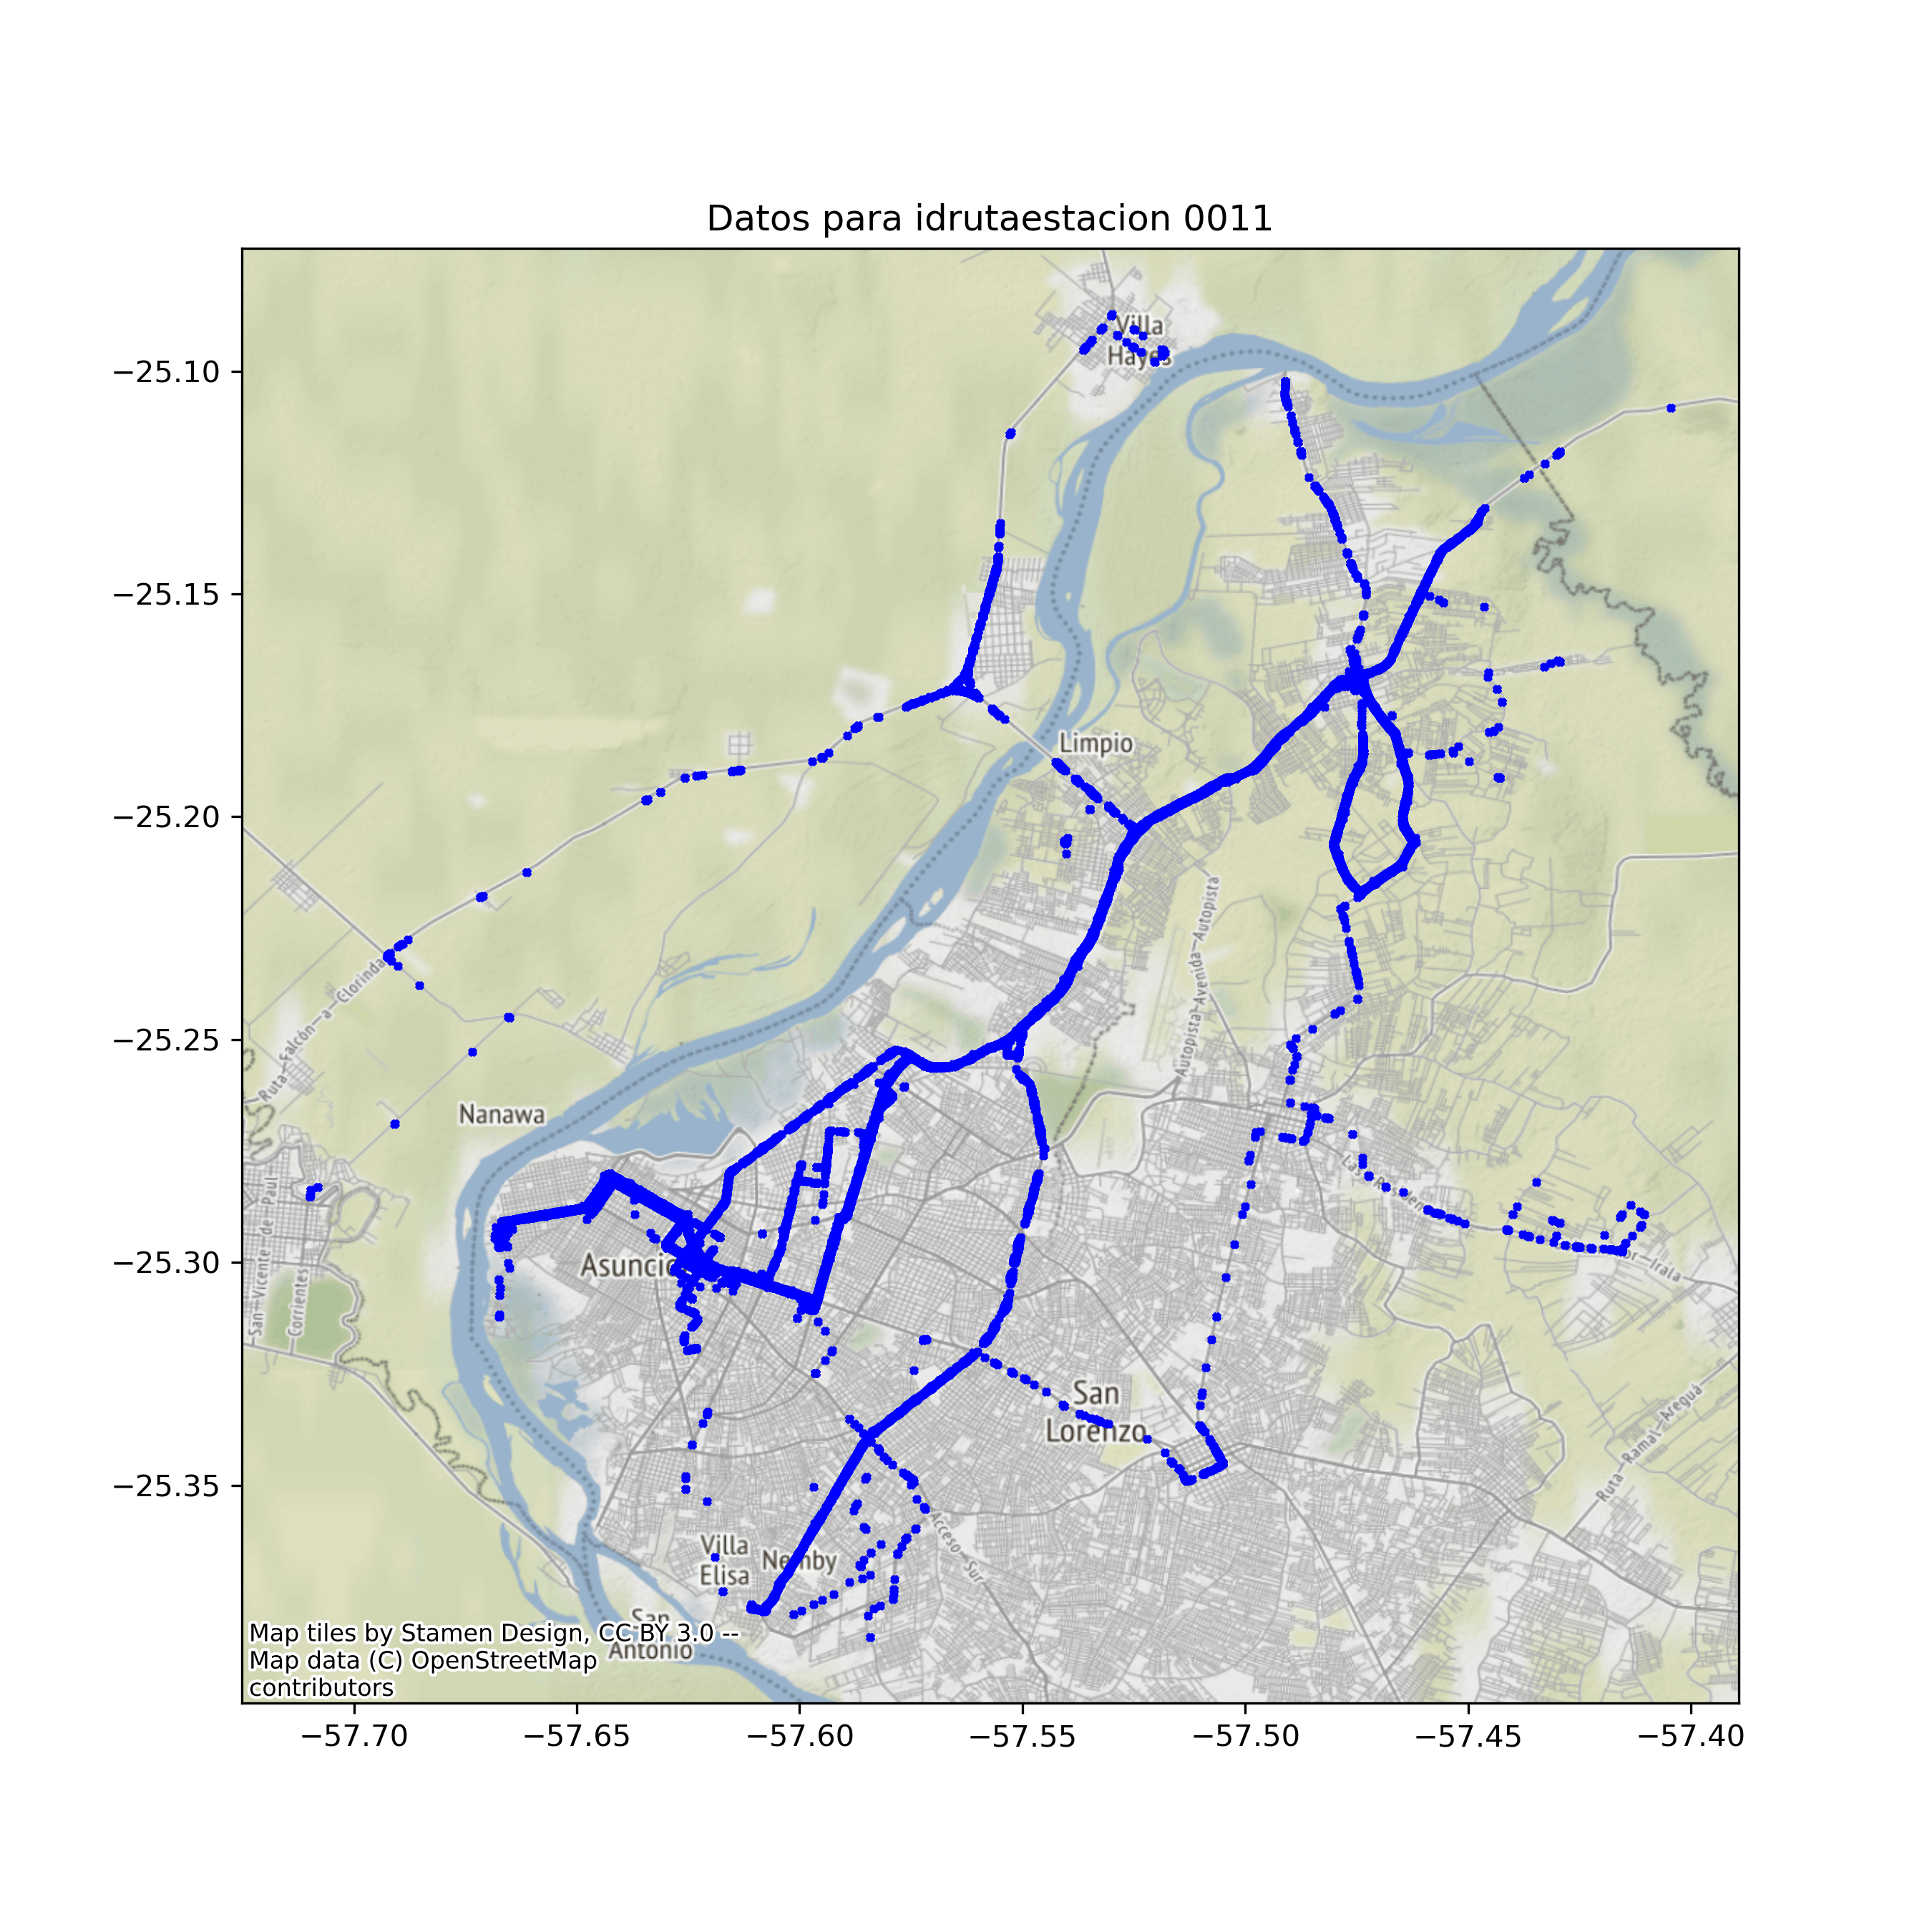 Datos para idrutaestacion 0011
−25.10
−25.15
−25.20
−25.25
−25.30
−25.35
−57.70
−57.65
−57.60
−57.55
−57.50
−57.45
−57.40
Villa
Hayes
Limpio
Autopista-Avenida-Autopista
Ruta-Falcón-a Clorinda
Nanawa
San-Vicente-de Paul
Corrientes
Las-Residen
or-Irala
San
Lorenzo
Ruta-Ramal-Areguá
Acceso-Sur
Villa
Elisa
San
Antonio
Map tiles by Stamen Design, CC BY 3.0 --
Map data (C) OpenStreetMap
contributors